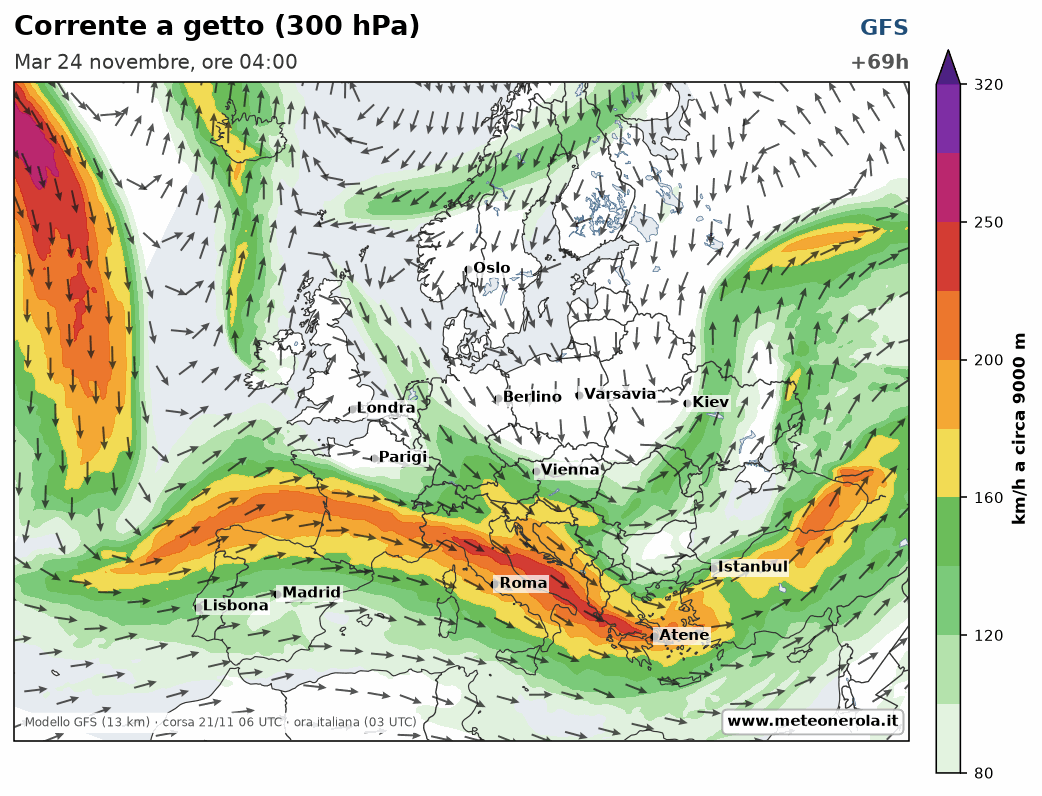 Corrente a getto (300 hPa)
GFS
Mar 24 novembre, ore 04:00
+69h
320
250
200
160
120
80
km/h a circa 9000 m
Oslo
Berlino
Varsavia
Kiev
Londra
Parigi
Vienna
Istanbul
Roma
Madrid
Lisbona
Atene
Modello GFS (13 km) · corsa 21/11 06 UTC · ora italiana (03 UTC)
www.meteonerola.it